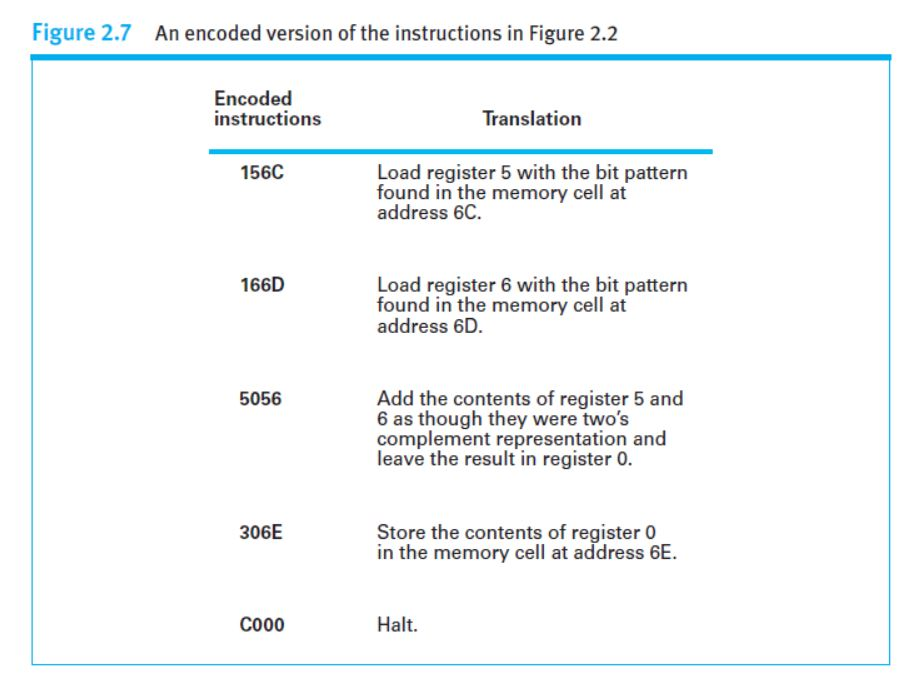 Figure 2.7 An encoded version of the instructions in Figure 2.2
Encoded
instructions
Translation
156C
Load register 5 with the bit pattern
found in the memory cell at
address 6C.
166D
Load register 6 with the bit pattern
found in the memory cell at
address 6D.
5056
Add the contents of register 5 and
6 as though they were two's
complement representation and
leave the result in register 0.
306E
Store the contents of register 0
in the memory cell at address 6E.
C000
Halt.